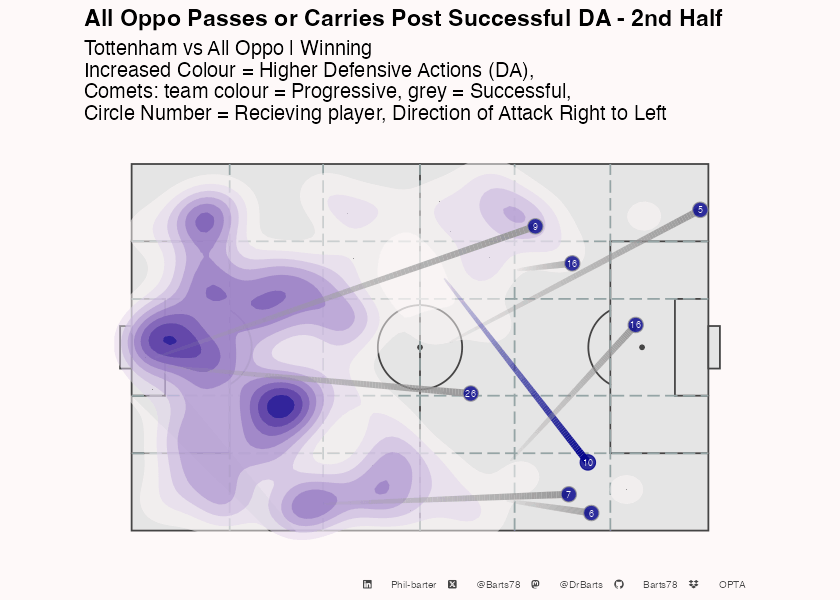 All Oppo Passes or Carries Post Successful DA - 2nd Half
Tottenham vs All Oppo | Winning
Increased Colour = Higher Defensive Actions (DA),
Comets: team colour = Progressive, grey = Successful,
Circle Number = Recieving player, Direction of Attack Right to Left
5
9
16
16
26
10
7
6
Phil-barter @Barts78 @DrBarts Barts78 OPTA